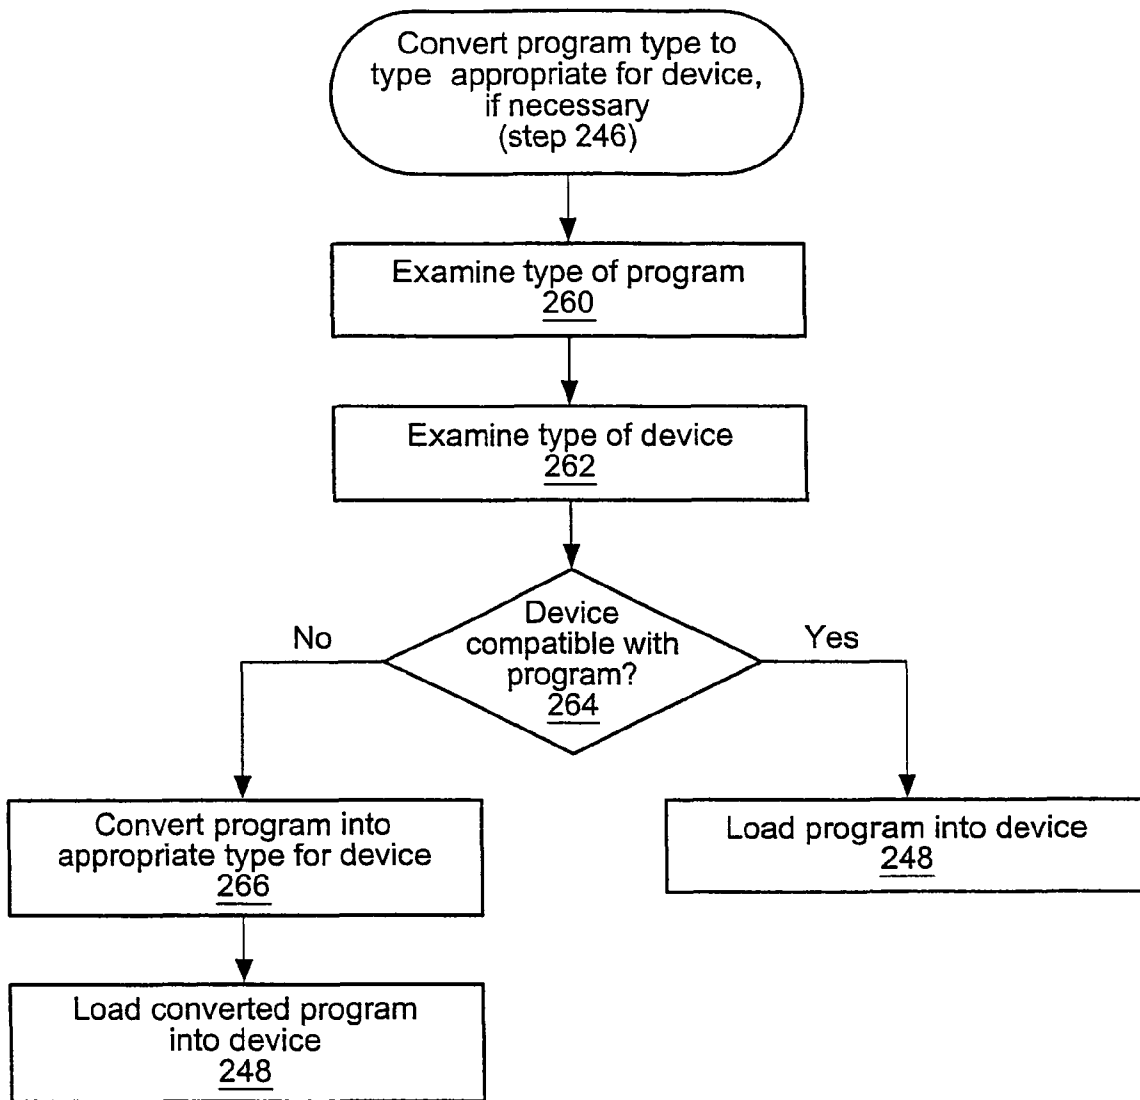 Convert program type to
type appropriate for device,
if necessary
(step 246)
Examine type of program
260
Examine type of device
262
Device
compatible with
program?
264
No
Yes
Convert program into
appropriate type for device
266
Load program into device
248
Load converted program
into device
248